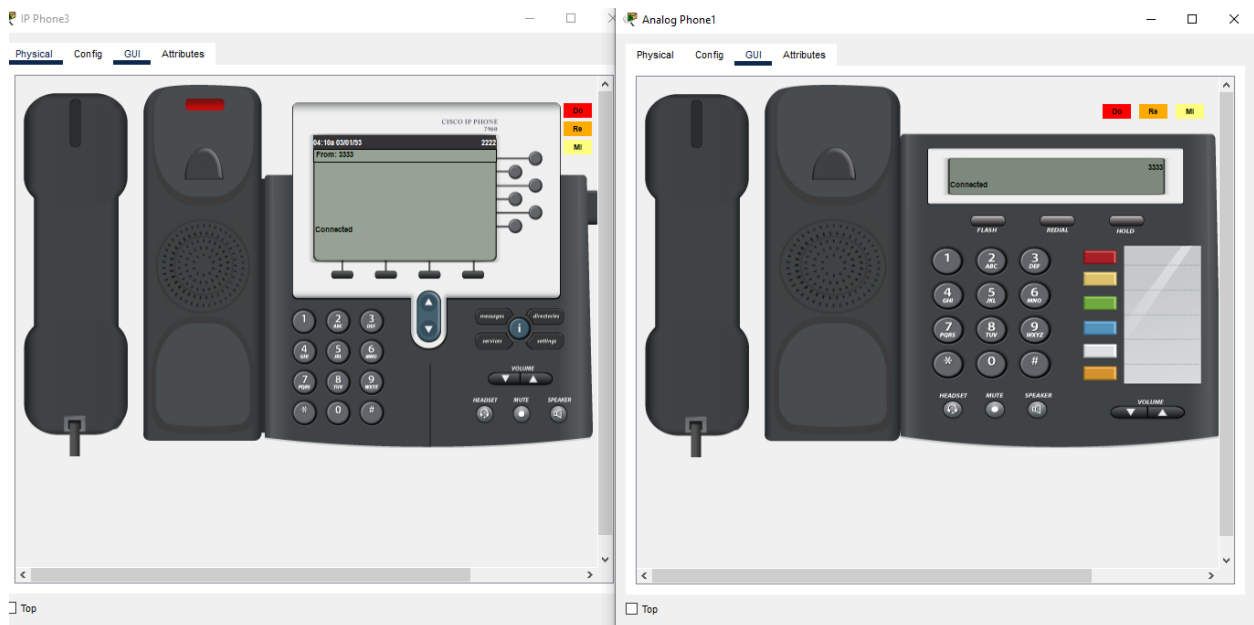 IP Phone3
Physical Config GUI Attributes
Do
Re
MI
CISCO IP PHONE
7960
04:10a 03/01/93 2222
From: 3333
Connected
1 2 ABC 3 DEF
4 GHI 5 JKL 6 MNO
7 PQRS 8 TUV 9 WXYZ
* 0 #
messages directories
i
services settings
VOLUME
HEADSET MUTE SPEAKER
Top
Analog Phone1
Physical Config GUI Attributes
Do Re MI
3333
Connected
FLASH REDIAL HOLD
1 2 ABC 3 DEF
4 GHI 5 JKL 6 MNO
7 PQRS 8 TUV 9 WXYZ
* 0 #
HEADSET MUTE SPEAKER
VOLUME
Top